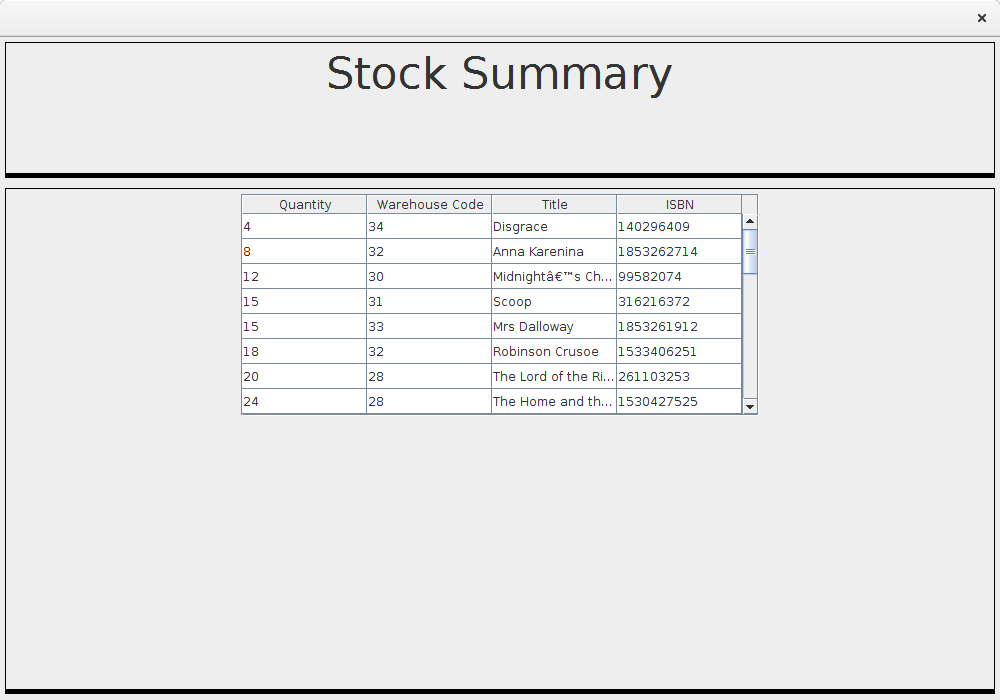 Stock Summary
Quantity Warehouse Code Title ISBN
4 34 Disgrace 140296409
8 32 Anna Karenina 1853262714
12 30 Midnightâ€™s Ch... 99582074
15 31 Scoop 316216372
15 33 Mrs Dalloway 1853261912
18 32 Robinson Crusoe 1533406251
20 28 The Lord of the Ri... 261103253
24 28 The Home and th... 1530427525